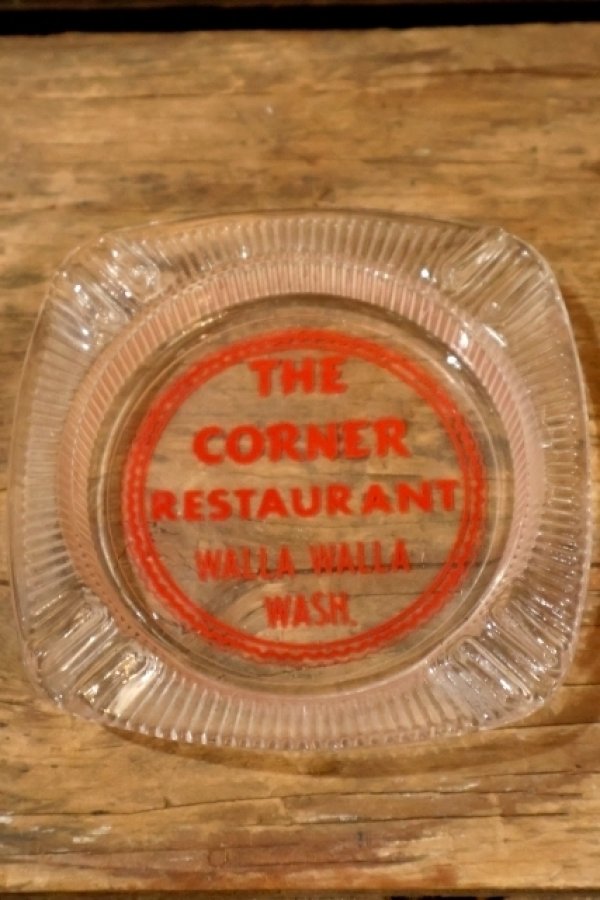 THE
CORNER
RESTAURANT
WALLA WALLA
WASH.